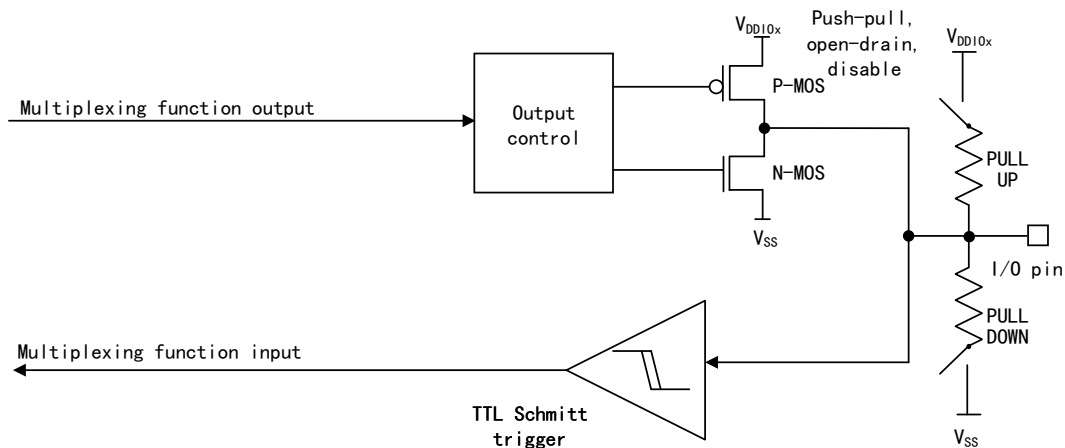 V_DDIOx
Push-pull,
open-drain,
disable
V_DDIOx
P-MOS
Multiplexing function output
Output
control
N-MOS
PULL
UP
V_SS
I/O pin
PULL
DOWN
Multiplexing function input
TTL Schmitt
trigger
V_SS